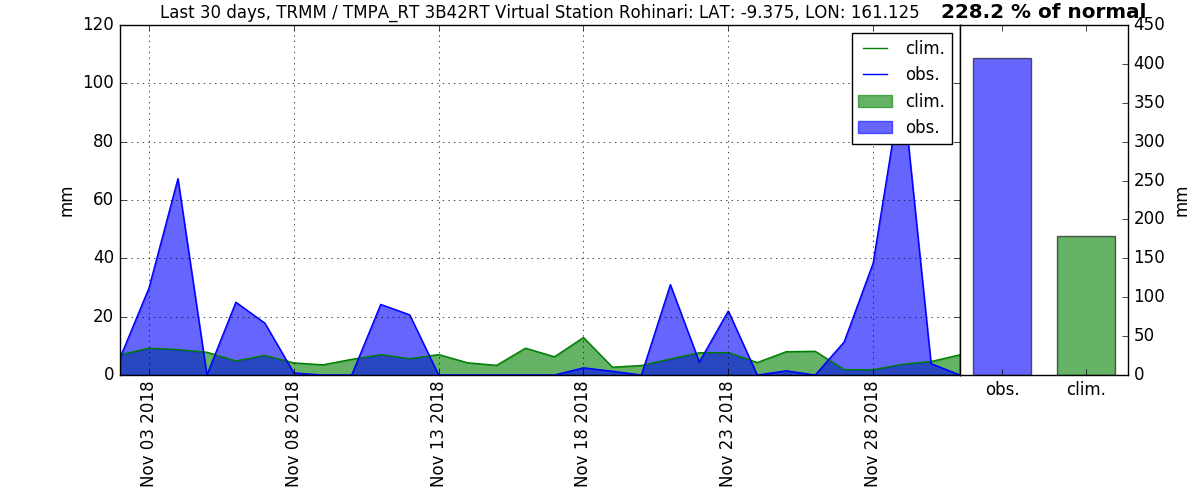 Last 30 days, TRMM / TMPA_RT 3B42RT Virtual Station Rohinari: LAT: -9.375, LON: 161.125
228.2 % of normal
120
100
80
60
40
20
0
mm
clim.
obs.
clim.
obs.
Nov 03 2018
Nov 08 2018
Nov 13 2018
Nov 18 2018
Nov 23 2018
Nov 28 2018
450
400
350
300
250
200
150
100
50
0
mm
obs.
clim.